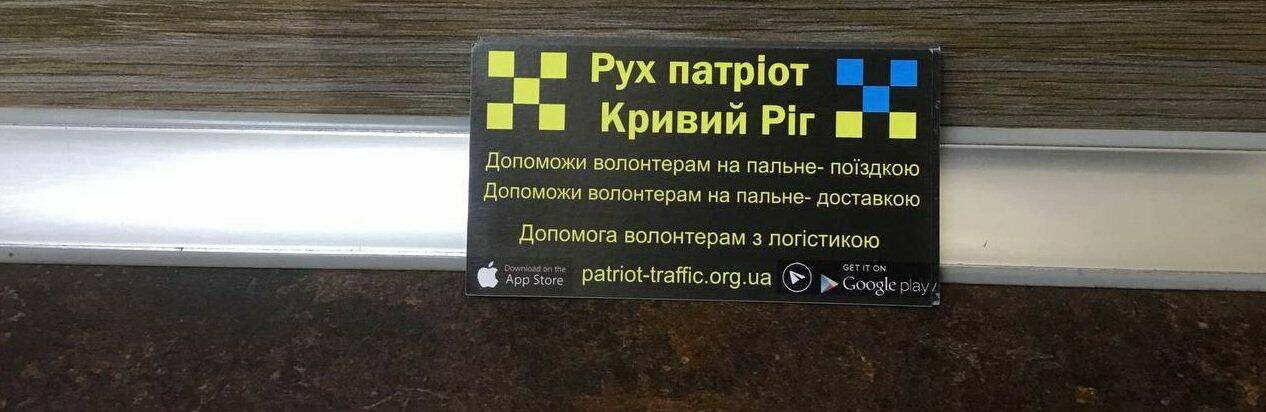 Рух патріот
Кривий Ріг
Допоможи волонтерам на пальне- поїздкою
Допоможи волонтерам на пальне- доставкою
Допомога волонтерам з логістикою
Download on the
App Store
patriot-traffic.org.ua
GET IT ON
Google play